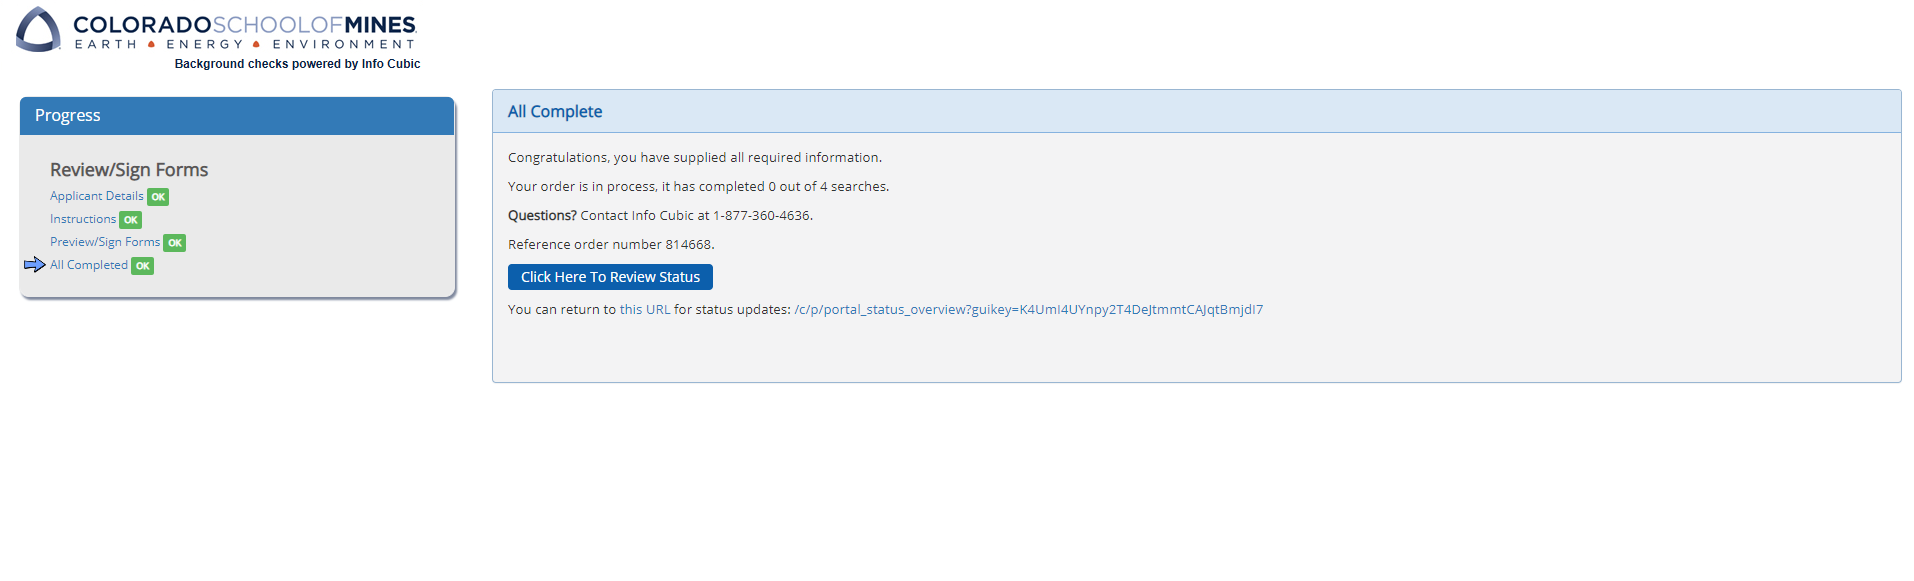 COLORADOSCHOOLOFMINES
EARTH • ENERGY • ENVIRONMENT
Background checks powered by Info Cubic
Progress
Review/Sign Forms
Applicant Details OK
Instructions OK
Preview/Sign Forms OK
All Completed OK
All Complete
Congratulations, you have supplied all required information.
Your order is in process, it has completed 0 out of 4 searches.
Questions? Contact Info Cubic at 1-877-360-4636.
Reference order number 814668.
Click Here To Review Status
You can return to this URL for status updates: /c/p/portal_status_overview?guikey=K4UmI4UYnpy2T4DeJtmmtCAJqtBmjdI7